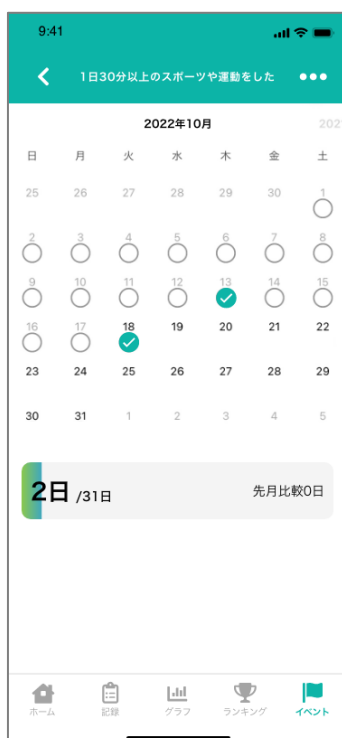 9:41
1日30分以上のスポーツや運動をした
2022年10月 202
日 月 火 水 木 金 土
25 26 27 28 29 30 1
2 3 4 5 6 7 8
9 10 11 12 13 14 15
16 17 18 19 20 21 22
23 24 25 26 27 28 29
30 31 1 2 3 4 5
2日 /31日 先月比較0日
ホーム 記録 グラフ ランキング イベント